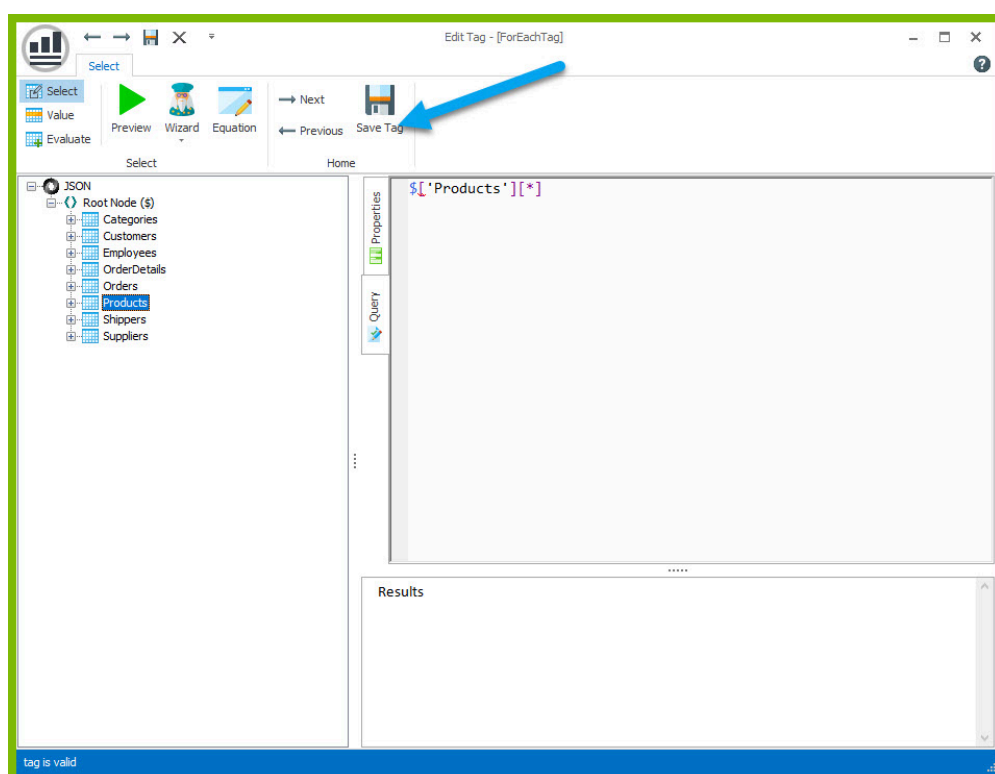 Edit Tag - [ForEachTag]
Select
Select
Value
Evaluate
Preview
Wizard
Equation
Select
Next
Previous
Save Tag
Home
JSON
Root Node ($)
Categories
Customers
Employees
OrderDetails
Orders
Products
Shippers
Suppliers
Properties
Query
$['Products'][*]
Results
tag is valid